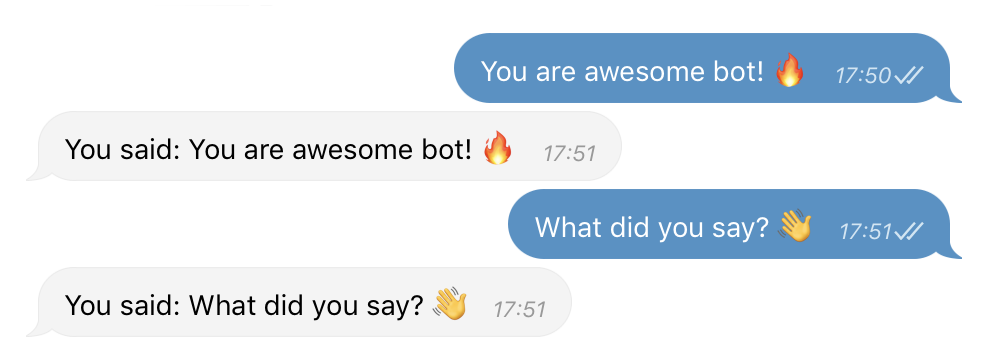 You are awesome bot! 🔥 17:50
You said: You are awesome bot! 🔥 17:51
What did you say? 👋 17:51
You said: What did you say? 👋 17:51